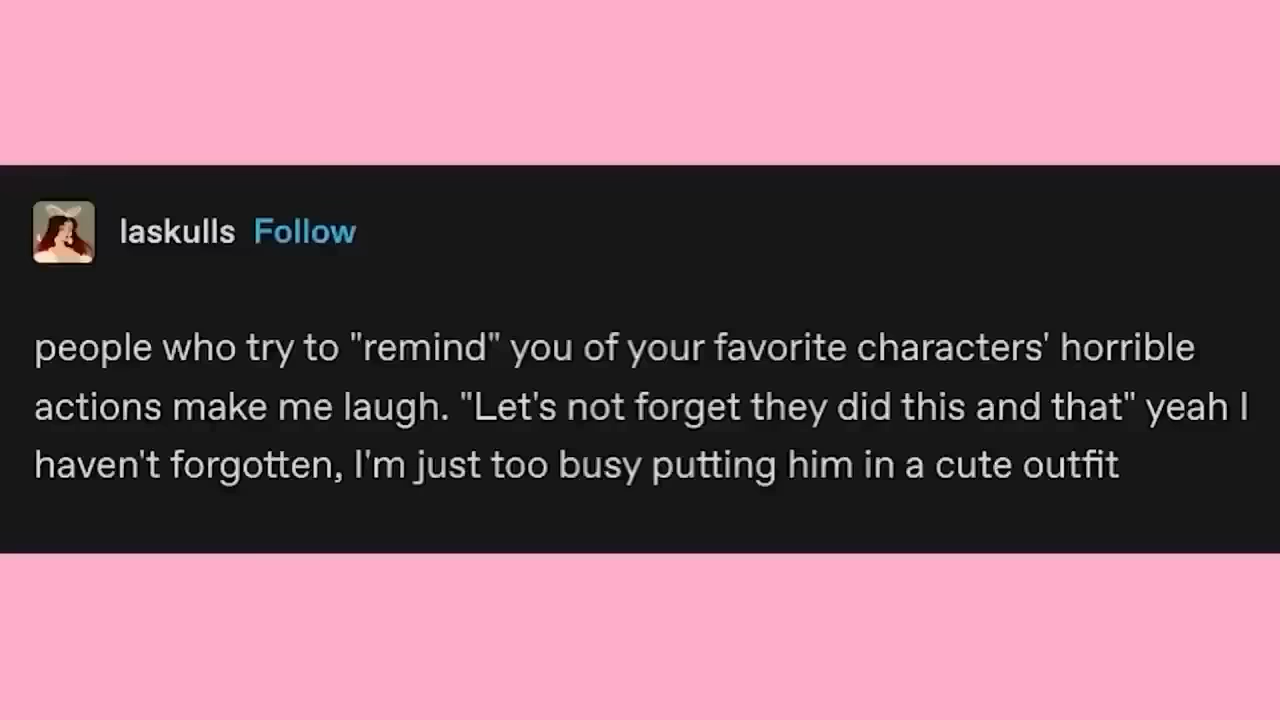 laskulls Follow
people who try to "remind" you of your favorite characters' horrible
actions make me laugh. "Let's not forget they did this and that" yeah I
haven't forgotten, I'm just too busy putting him in a cute outfit